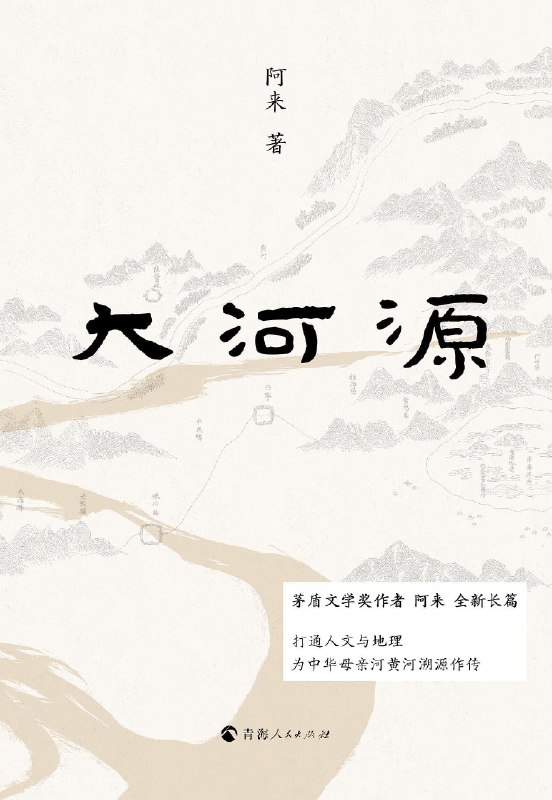 阿来 著
大河源
茅盾文学奖作者 阿来 全新长篇
打通人文与地理
为中华母亲河黄河溯源作传
青海人民出版社